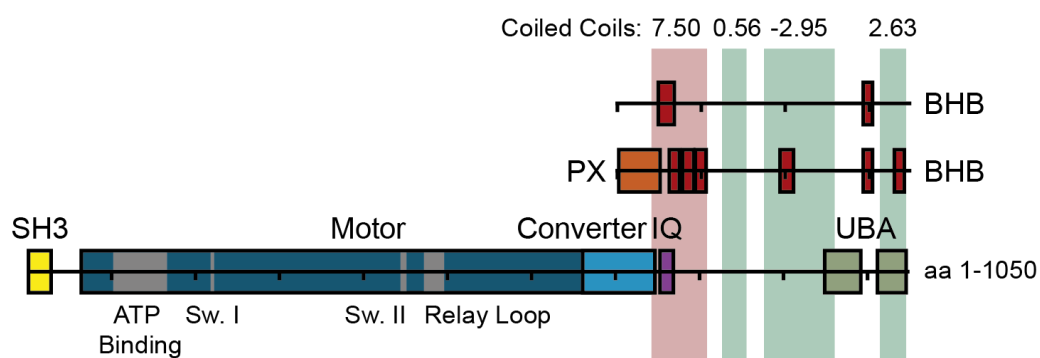 Coiled Coils: 7.50 0.56 -2.95 2.63
BHB
PX BHB
SH3 Motor Converter IQ UBA
aa 1-1050
ATP Sw. I Sw. II Relay Loop
Binding